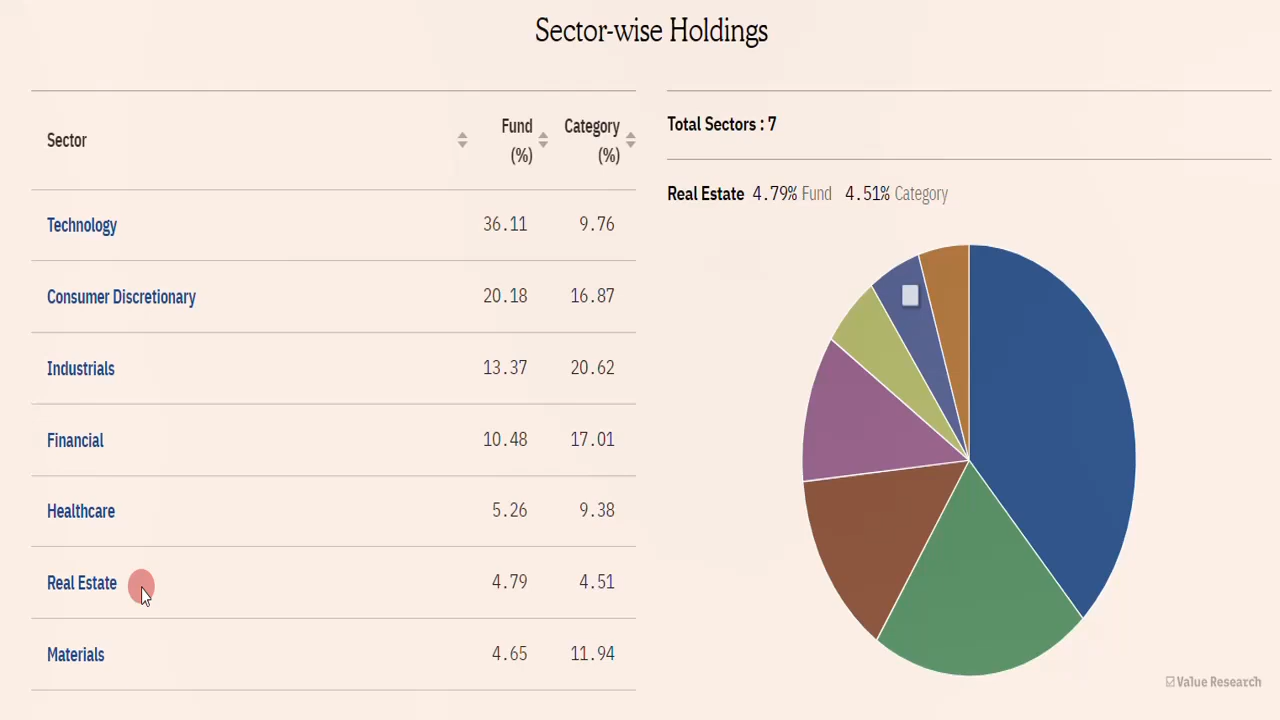 Sector-wise Holdings
Sector Fund (%) Category (%)
Technology 36.11 9.76
Consumer Discretionary 20.18 16.87
Industrials 13.37 20.62
Financial 10.48 17.01
Healthcare 5.26 9.38
Real Estate 4.79 4.51
Materials 4.65 11.94
Total Sectors : 7
Real Estate 4.79% Fund 4.51% Category
Value Research